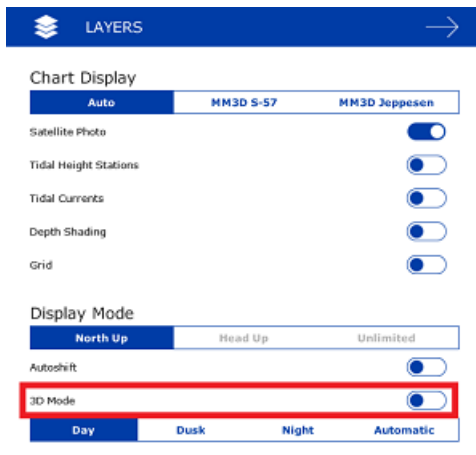 LAYERS
Chart Display
Auto MM3D S-57 MM3D Jeppesen
Satellite Photo
Tidal Height Stations
Tidal Currents
Depth Shading
Grid
Display Mode
North Up Head Up Unlimited
Autoshift
3D Mode
Day Dusk Night Automatic